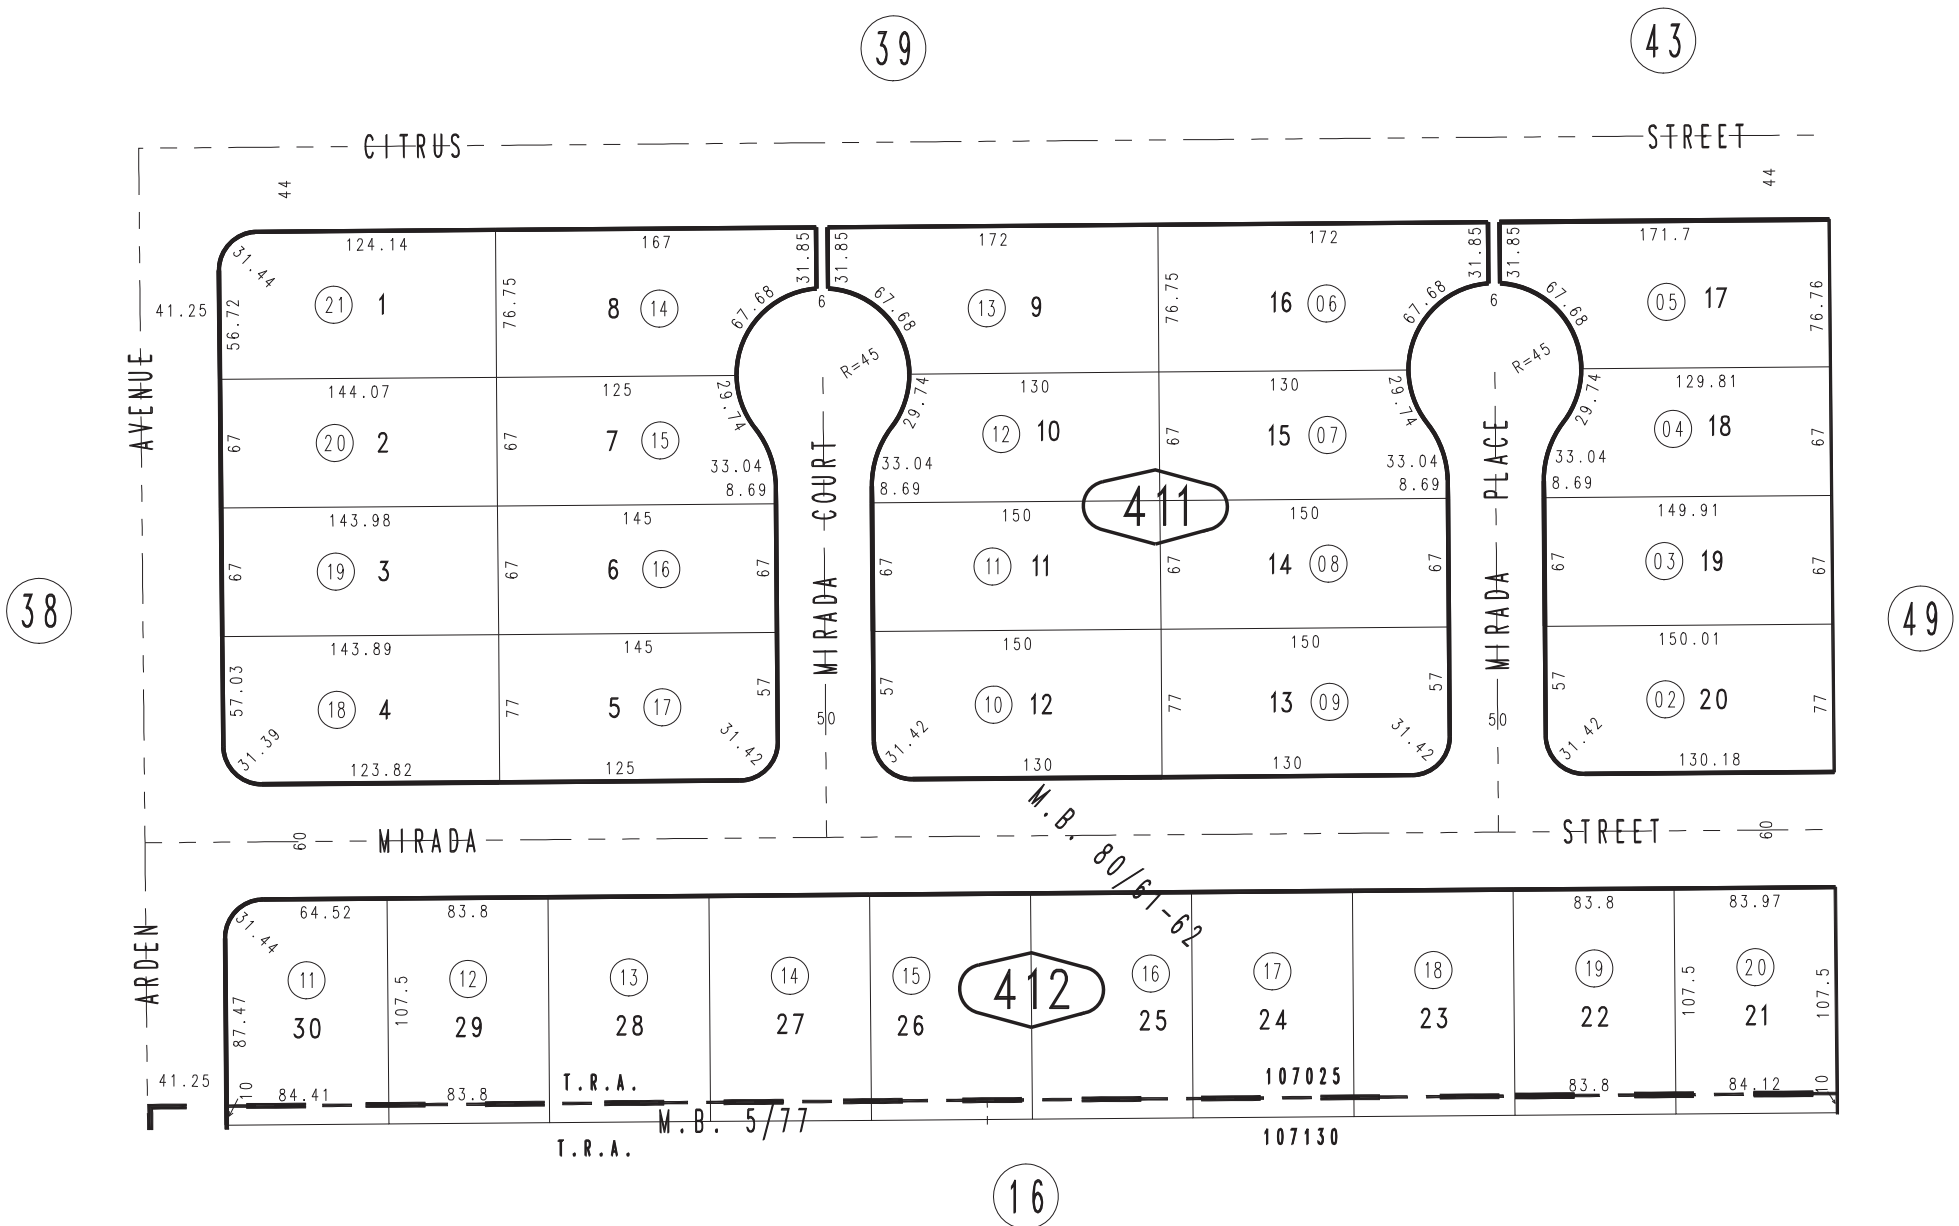 39
43
CITRUS STREET
44 44
124.14 167 172 172 171.7
31.44 31.85 31.85 31.85 31.85
41.25 56.72 21 1 76.75 8 14 67.68 6 67.68 13 9 76.75 16 06 67.68 6 67.68 05 17 76.76
R=45 R=45
AVENUE
144.07 125 29.74 29.74 130 130 29.74 29.74 129.81
67 20 2 67 7 15 12 10 67 15 07 04 18 67
33.04 33.04 33.04 33.04
8.69 8.69 8.69 8.69
MIRADA COURT
MIRADA PLACE
411
143.98 145 150 150 149.91
67 19 3 67 6 16 67 67 11 11 67 14 08 67 67 03 19 67
38
49
143.89 145 150 150 150.01
57.03 18 4 77 5 17 57 57 10 12 77 13 09 57 57 02 20 77
50 50
31.39 31.42 31.42 31.42 31.42
123.82 125 130 130 130.18
M.B. 80/61-62
60 MIRADA STREET 60
64.52 83.8 83.8 83.97
31.44
ARDEN
11 12 13 14 15 412 16 17 18 19 20
87.47 107.5 107.5 107.5
30 29 28 27 26 25 24 23 22 21
41.25 10 84.41 83.8 T.R.A. 107025 83.8 84.12 10
M.B. 5/77
T.R.A. 107130
16